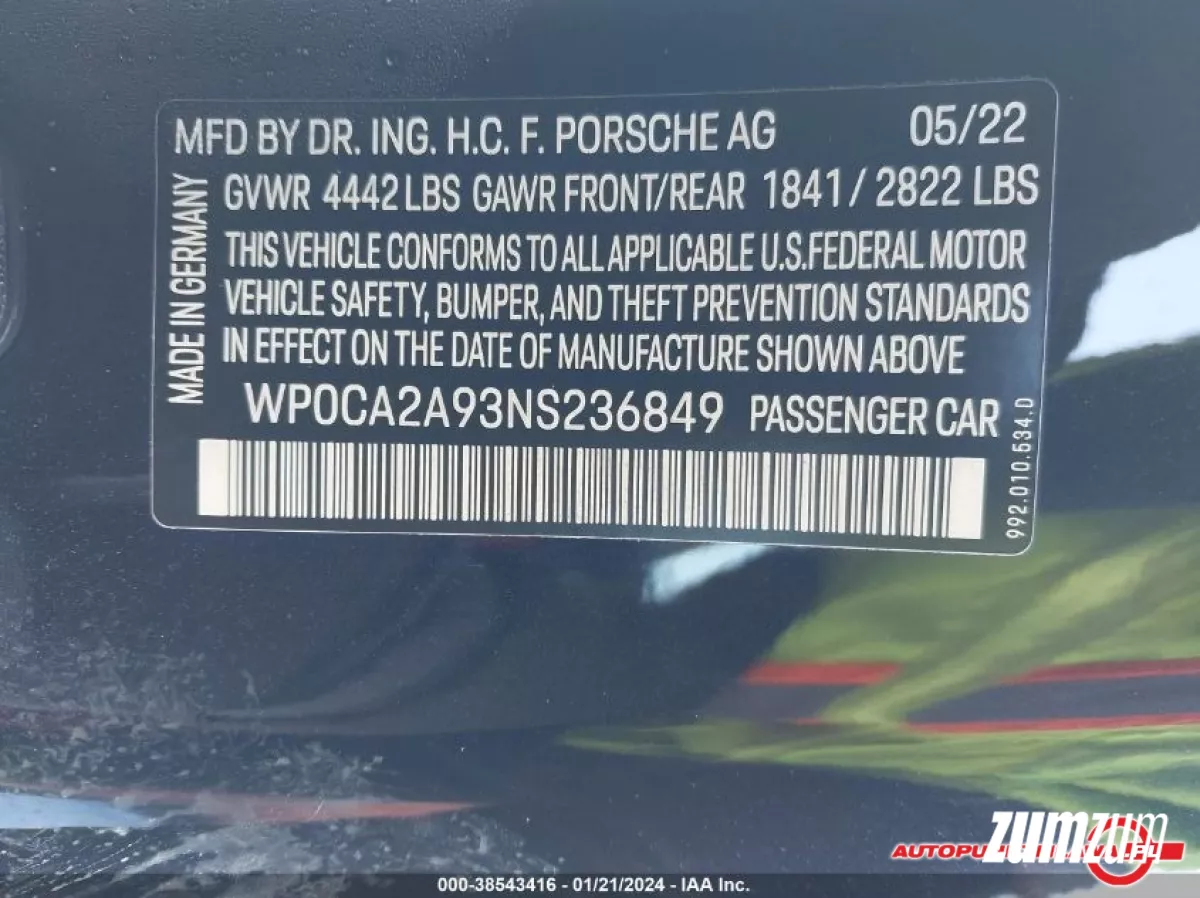 MFD BY DR. ING. H.C. F. PORSCHE AG 05/22
GVWR 4442 LBS GAWR FRONT/REAR 1841 / 2822 LBS
THIS VEHICLE CONFORMS TO ALL APPLICABLE U.S.FEDERAL MOTOR
VEHICLE SAFETY, BUMPER, AND THEFT PREVENTION STANDARDS
IN EFFECT ON THE DATE OF MANUFACTURE SHOWN ABOVE
WP0CA2A93NS236849 PASSENGER CAR
MADE IN GERMANY
992.010.534.D
zumzum
000-38543416 - 01/21/2024 - IAA Inc.